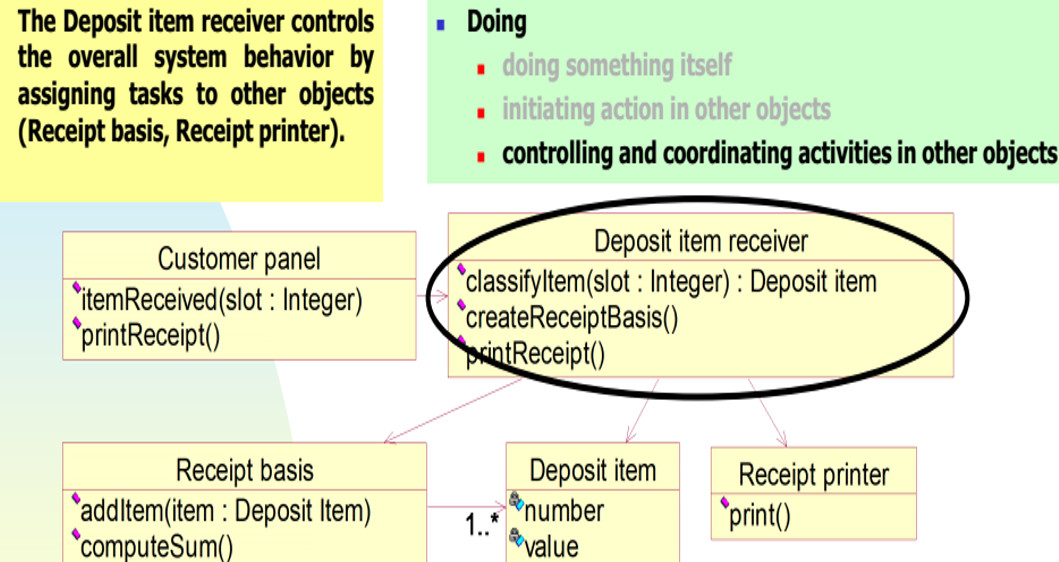 The Deposit item receiver controls
the overall system behavior by
assigning tasks to other objects
(Receipt basis, Receipt printer).
Doing
doing something itself
initiating action in other objects
controlling and coordinating activities in other objects
Customer panel
itemReceived(slot : Integer)
printReceipt()
Deposit item receiver
classifyItem(slot : Integer) : Deposit item
createReceiptBasis()
printReceipt()
Receipt basis
addItem(item : Deposit Item)
computeSum()
1..*
Deposit item
number
value
Receipt printer
print()